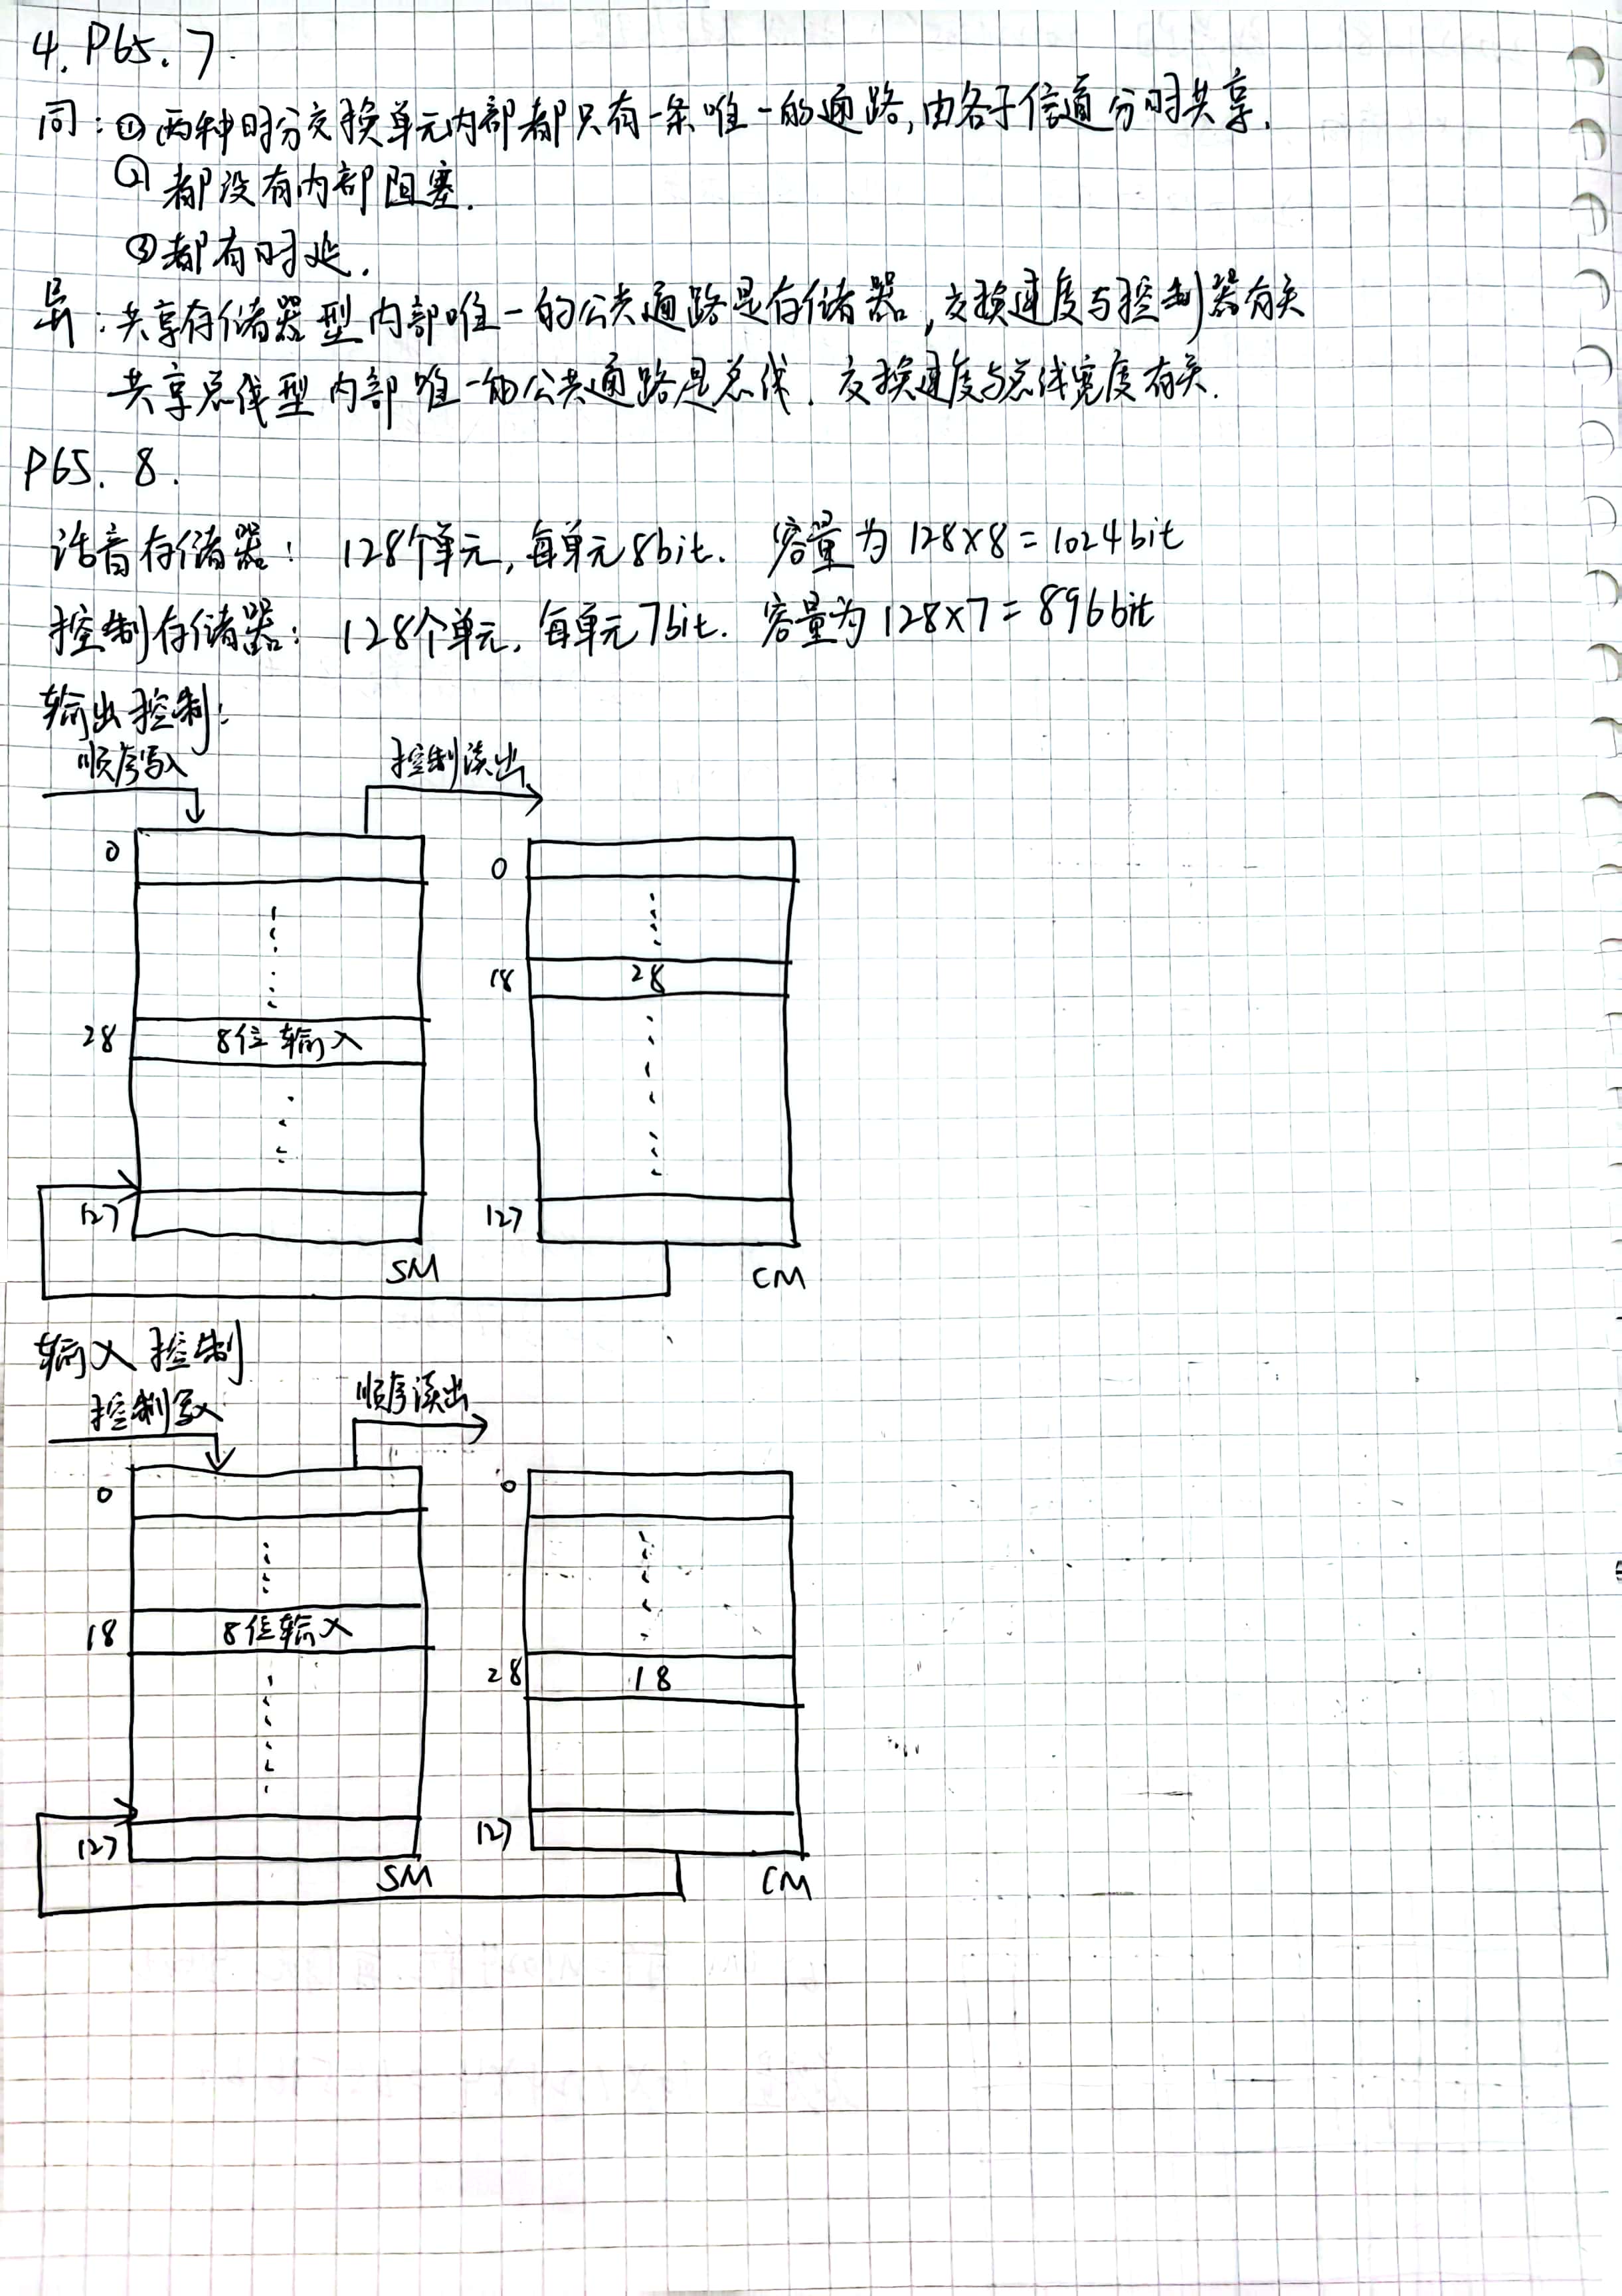 4. P65. 7.
同: ① 两种时分交换单元内部都只有一条唯一的通路, 由各子信道分时共享.
② 都没有内部阻塞.
③ 都有时延.
异: 共享存储器型内部唯一的公共通路是存储器, 交换速度与控制器有关
共享总线型内部唯一的公共通路是总线. 交换速度与总线宽度有关.
P65. 8.
话音存储器: 128个单元, 每单元8bit. 容量为 128×8=1024bit
控制存储器: 128个单元, 每单元7bit. 容量为 128×7=896bit
输出控制:
顺序写入 控制读出
0 0
18 28
28 8位输入
127 127
SM CM
输入控制
控制写入 顺序读出
0 0
18 8位输入
28 18
127 127
SM CM